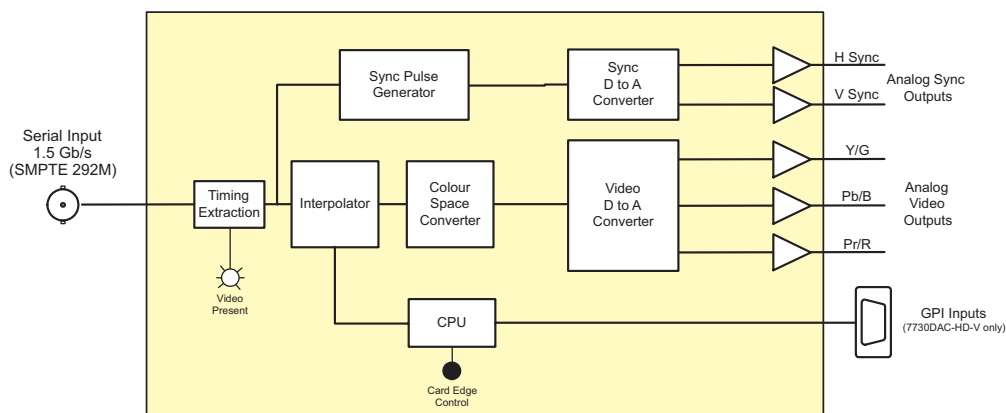 Serial Input
1.5 Gb/s
(SMPTE 292M)
Timing
Extraction
Video
Present
Sync Pulse
Generator
Interpolator
Colour
Space
Converter
CPU
Card Edge
Control
Sync
D to A
Converter
Video
D to A
Converter
H Sync
V Sync
Analog Sync
Outputs
Y/G
Pb/B
Pr/R
Analog
Video
Outputs
GPI Inputs
(7730DAC-HD-V only)